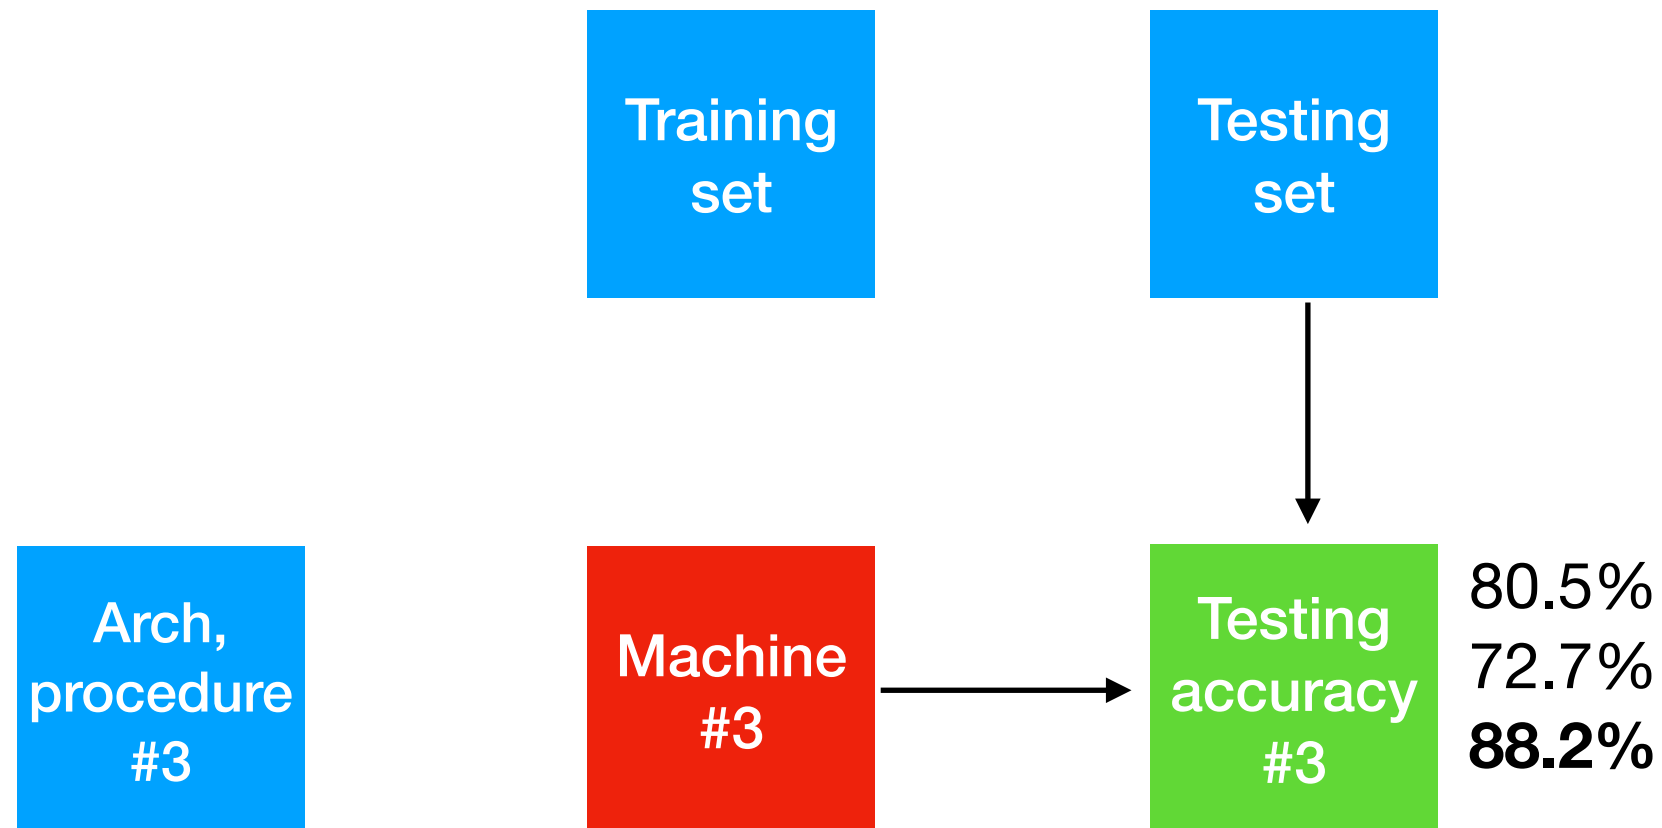 Training
set
Testing
set
Arch,
procedure
#3
Machine
#3
Testing
accuracy
#3
80.5%
72.7%
88.2%